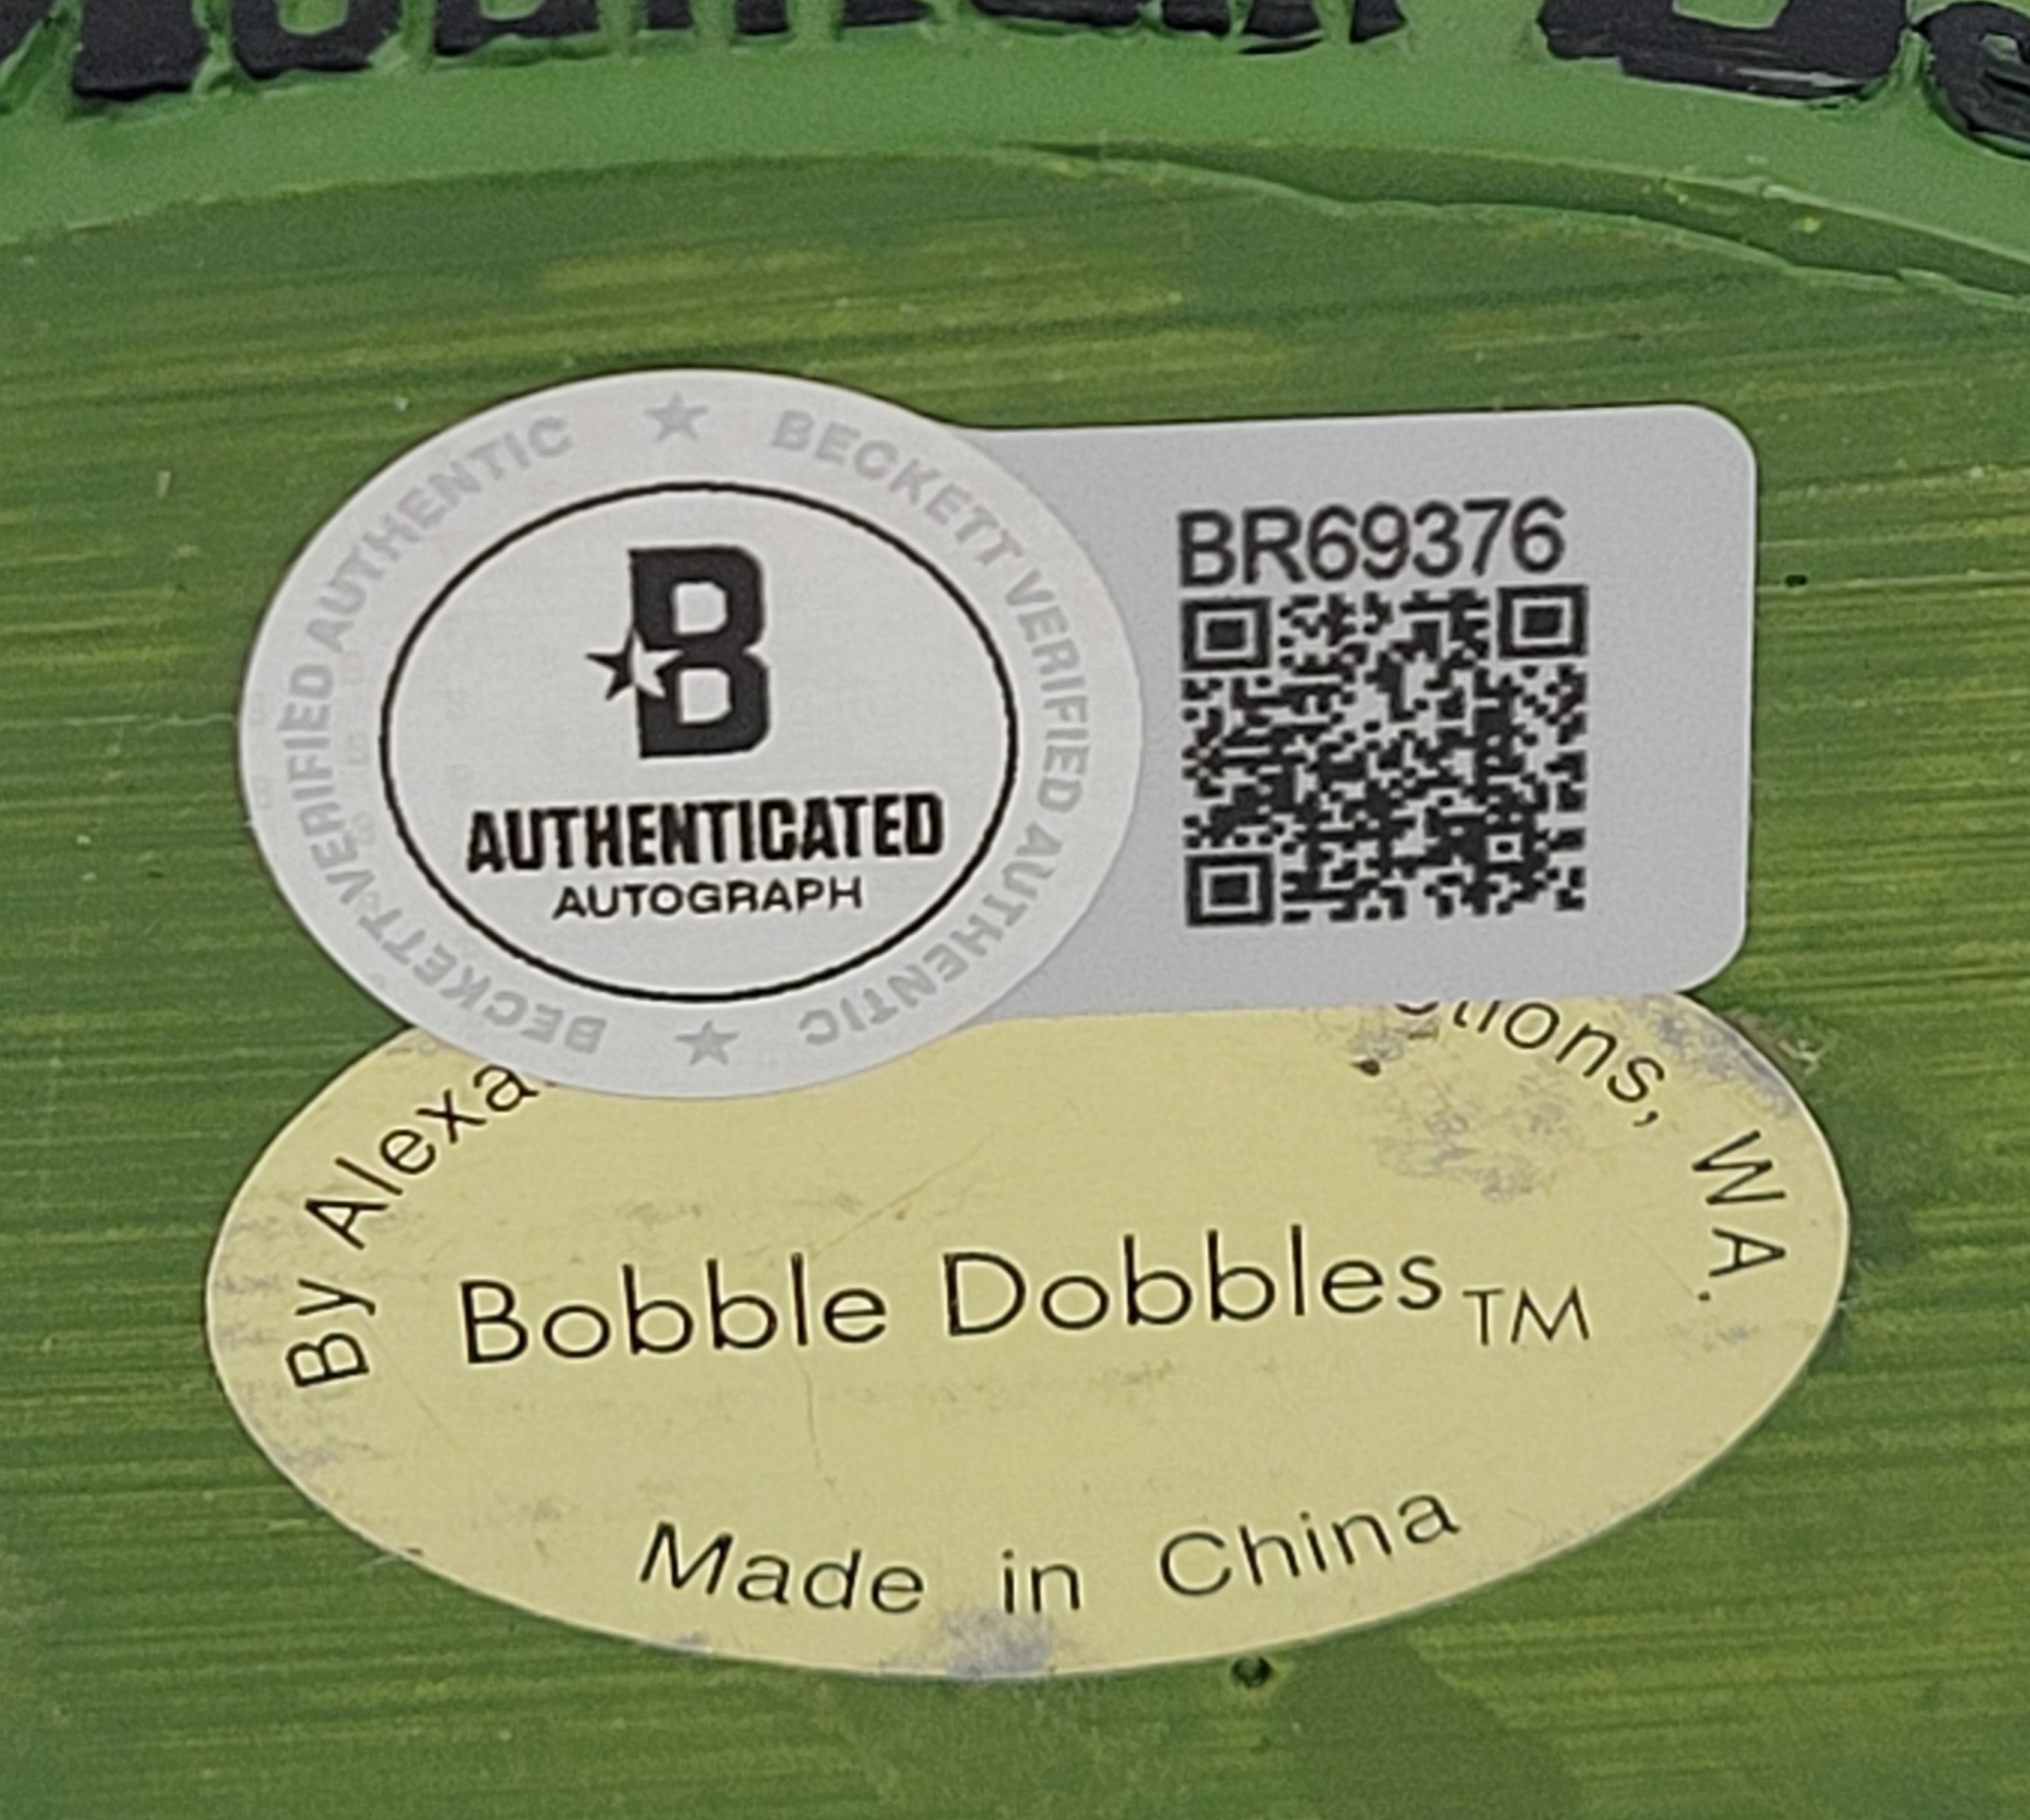 BECKETT VERIFIED AUTHENTIC
BECKETT VERIFIED AUTHENTIC
B
AUTHENTICATED
AUTOGRAPH
BR69376
By Alexa
tions, WA.
Bobble Dobbles TM
Made in China